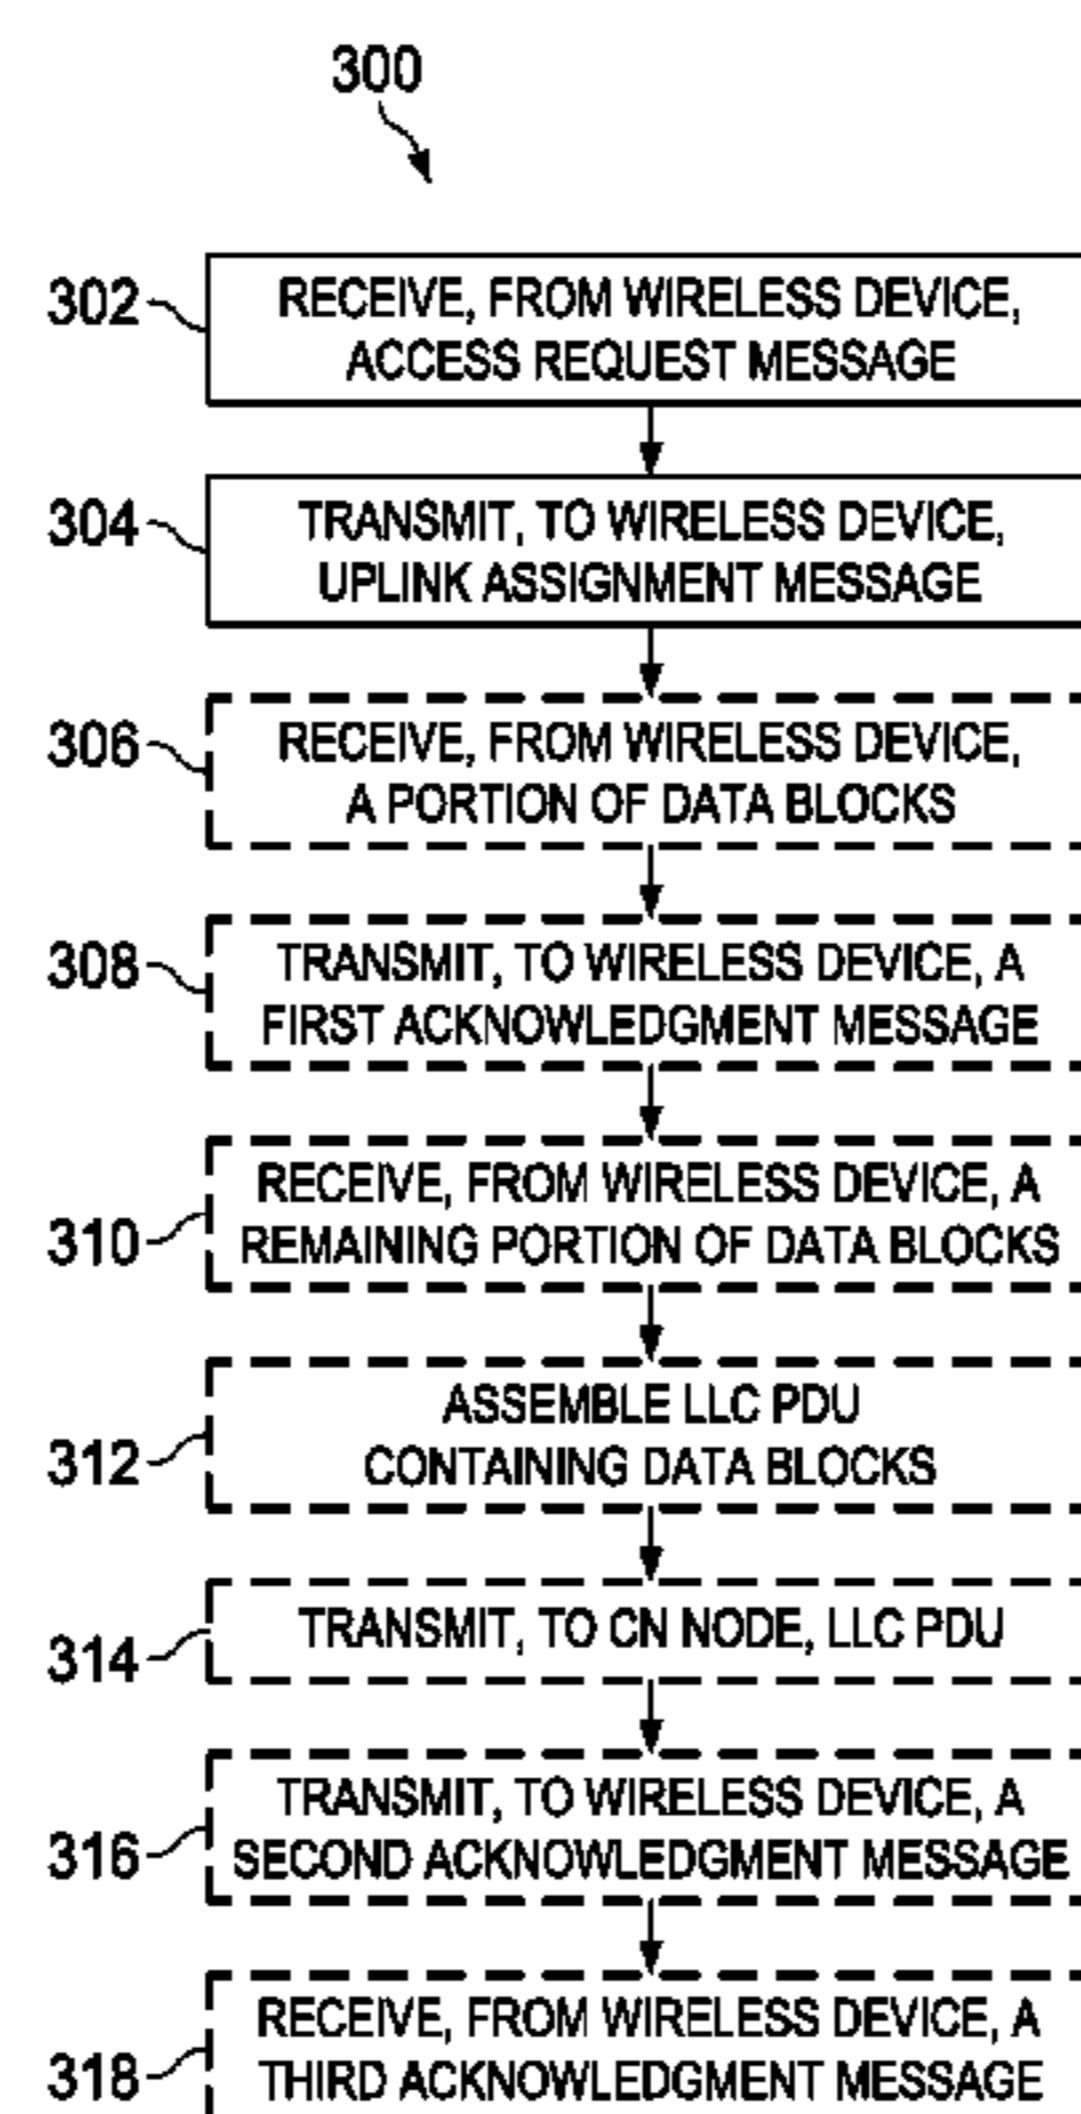 300
302
RECEIVE, FROM WIRELESS DEVICE,
ACCESS REQUEST MESSAGE
304
TRANSMIT, TO WIRELESS DEVICE,
UPLINK ASSIGNMENT MESSAGE
306
RECEIVE, FROM WIRELESS DEVICE,
A PORTION OF DATA BLOCKS
308
TRANSMIT, TO WIRELESS DEVICE, A
FIRST ACKNOWLEDGMENT MESSAGE
310
RECEIVE, FROM WIRELESS DEVICE, A
REMAINING PORTION OF DATA BLOCKS
312
ASSEMBLE LLC PDU
CONTAINING DATA BLOCKS
314
TRANSMIT, TO CN NODE, LLC PDU
316
TRANSMIT, TO WIRELESS DEVICE, A
SECOND ACKNOWLEDGMENT MESSAGE
318
RECEIVE, FROM WIRELESS DEVICE, A
THIRD ACKNOWLEDGMENT MESSAGE